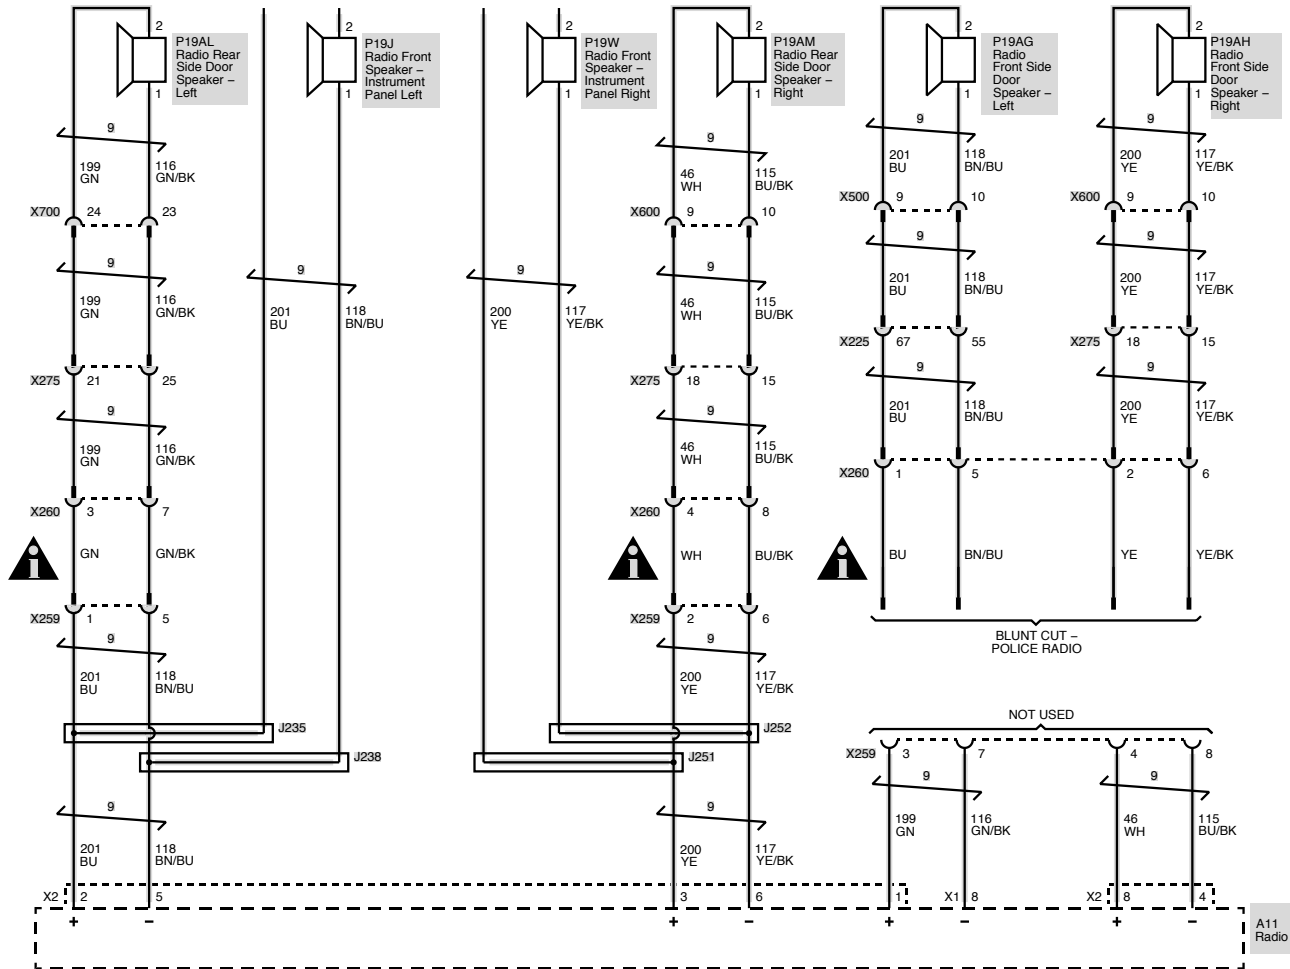 2
2
2
2
2
2
P19AL
Radio Rear
Side Door
Speaker –
Left
P19J
Radio Front
Speaker –
Instrument
Panel Left
P19W
Radio Front
Speaker –
Instrument
Panel Right
P19AM
Radio Rear
Side Door
Speaker –
Right
P19AG
Radio
Front Side
Door
Speaker –
Left
P19AH
Radio
Front Side
Door
Speaker –
Right
1
1
1
1
1
1
9
9
9
9
199
GN
116
GN/BK
46
WH
115
BU/BK
201
BU
118
BN/BU
200
YE
117
YE/BK
X700
24
23
X600
9
10
X500
9
10
X600
9
10
9
9
9
9
9
9
199
GN
116
GN/BK
201
BU
118
BN/BU
200
YE
117
YE/BK
46
WH
115
BU/BK
201
BU
118
BN/BU
200
YE
117
YE/BK
X225
67
55
X275
18
15
X275
21
25
X275
18
15
9
9
9
9
199
GN
116
GN/BK
46
WH
115
BU/BK
201
BU
118
BN/BU
200
YE
117
YE/BK
X260
1
5
2
6
X260
3
7
X260
4
8
i
GN
GN/BK
i
WH
BU/BK
i
BU
BN/BU
YE
YE/BK
X259
1
5
X259
2
6
BLUNT CUT –
POLICE RADIO
9
9
201
BU
118
BN/BU
200
YE
117
YE/BK
J235
J252
J238
J251
NOT USED
X259
3
7
4
8
9
9
9
9
199
GN
116
GN/BK
46
WH
115
BU/BK
201
BU
118
BN/BU
200
YE
117
YE/BK
X2
2
5
3
6
1
X1
8
X2
8
4
+
–
+
–
+
–
+
–
A11
Radio